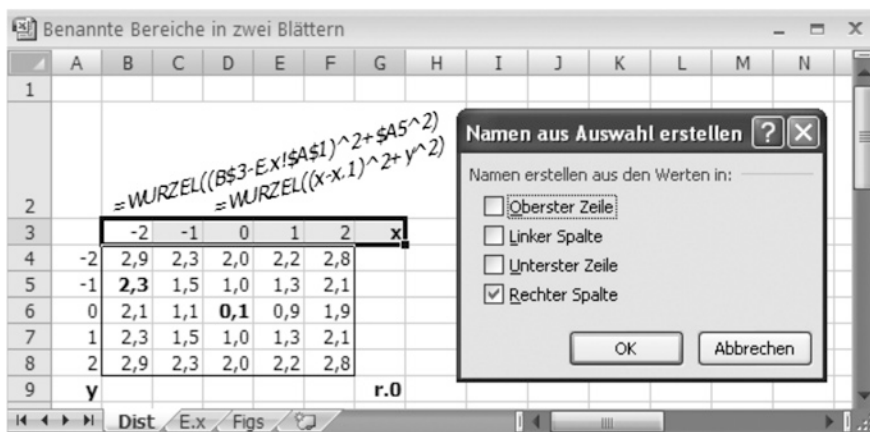 Benannte Bereiche in zwei Blättern
A B C D E F G H I J K L M N
1
2
=WURZEL((B$3-E.x!$A$1)^2+$A5^2)
=WURZEL((x-x.1)^2+y^2)
3 -2 -1 0 1 2 x
4 -2 2,9 2,3 2,0 2,2 2,8
5 -1 2,3 1,5 1,0 1,3 2,1
6 0 2,1 1,1 0,1 0,9 1,9
7 1 2,3 1,5 1,0 1,3 2,1
8 2 2,9 2,3 2,0 2,2 2,8
9 y r.0
Dist E.x Figs
Namen aus Auswahl erstellen
Namen erstellen aus den Werten in:
Oberster Zeile
Linker Spalte
Unterster Zeile
Rechter Spalte
OK Abbrechen